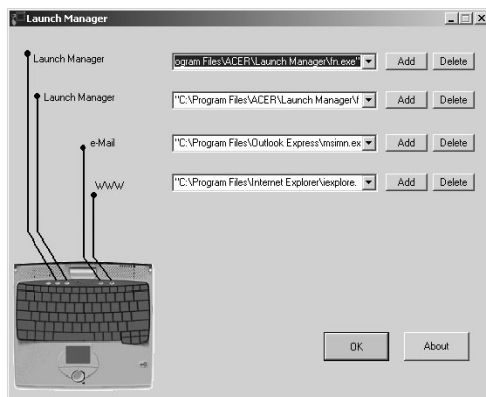 Launch Manager
Launch Manager
ogram Files\ACER\Launch Manager\fn.exe"
Add
Delete
Launch Manager
"C:\Program Files\ACER\Launch Manager\f
Add
Delete
e-Mail
"C:\Program Files\Outlook Express\msimn.ex
Add
Delete
WWW
"C:\Program Files\Internet Explorer\iexplore.
Add
Delete
OK
About